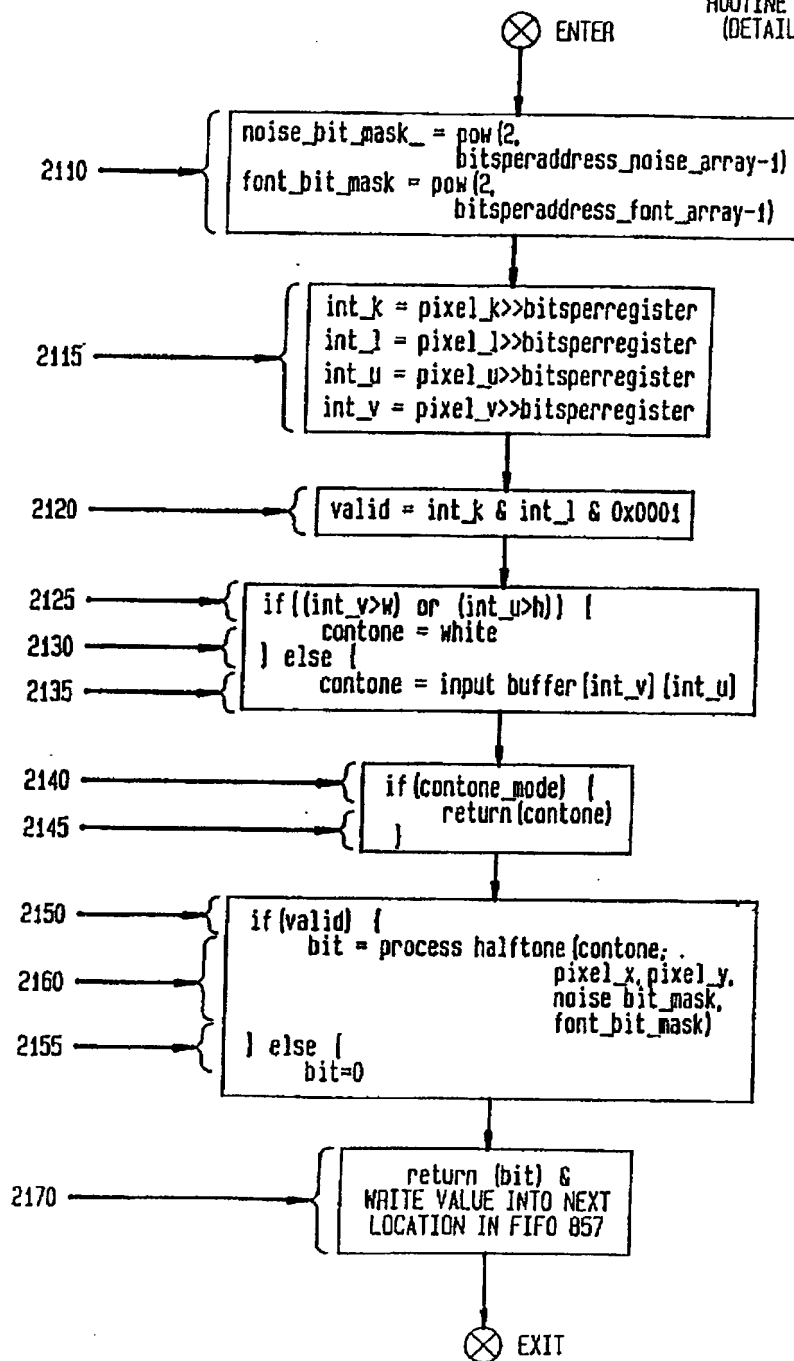 ROUTINE
(DETAIL
ENTER
2110
noise_bit_mask_ = pow(2,
bitsperaddress_noise_array-1)
font_bit_mask = pow(2,
bitsperaddress_font_array-1)
2115
int_k = pixel_k>>bitsperregister
int_l = pixel_l>>bitsperregister
int_u = pixel_u>>bitsperregister
int_v = pixel_v>>bitsperregister
2120
valid = int_k & int_l & 0x0001
2125
if((int_v>w) or (int_u>h)) {
2130
contone = white
} else {
2135
contone = input buffer[int_v][int_u]
2140
if(contone_mode) {
2145
return(contone)
}
2150
if(valid) {
2160
bit = process halftone(contone,
pixel_x,pixel_y,
noise bit_mask,
font_bit_mask)
2155
} else {
bit=0
2170
return (bit) &
WRITE VALUE INTO NEXT
LOCATION IN FIFO 857
EXIT